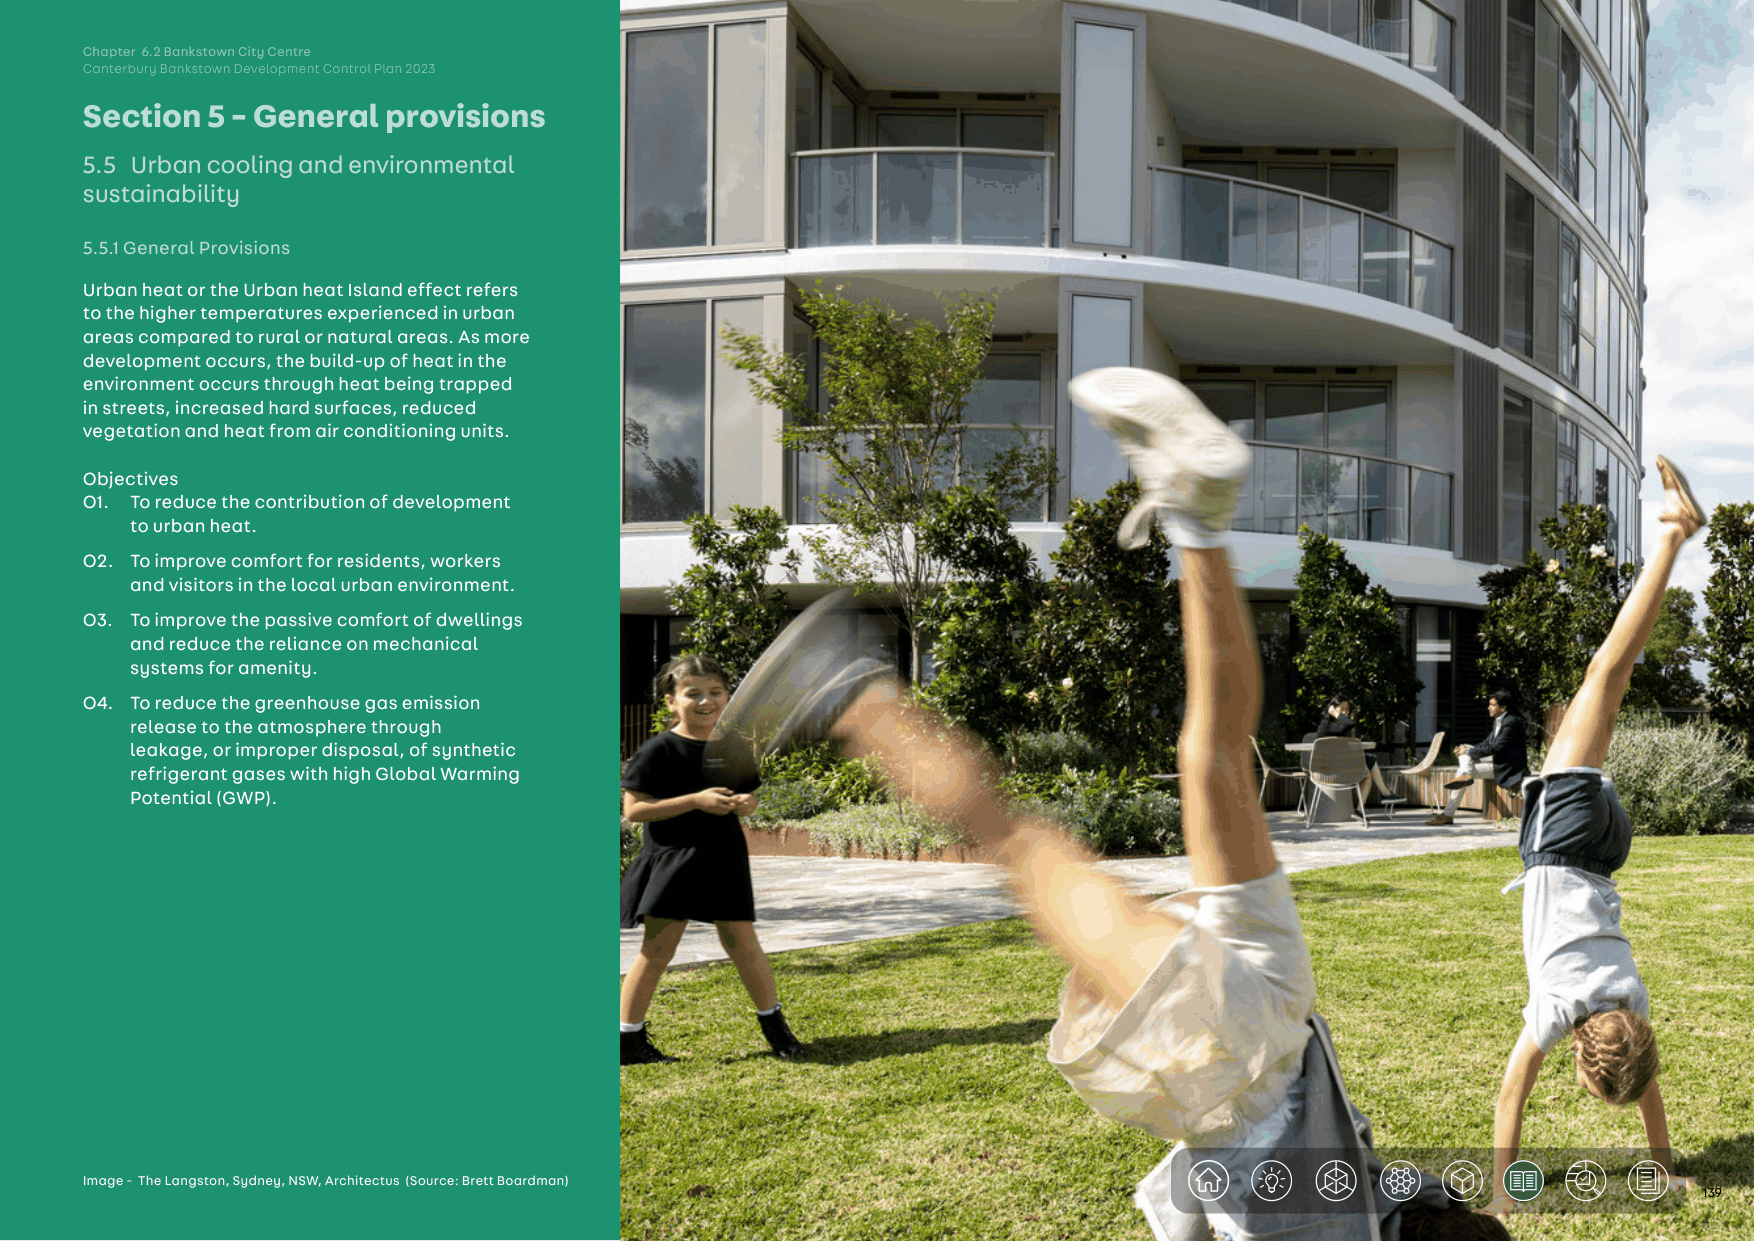 Chapter 6.2 Bankstown City Centre
Canterbury Bankstown Development Control Plan 2023
Section 5 – General provisions
5.5 Urban cooling and environmental
sustainability
5.5.1 General Provisions
Urban heat or the Urban heat Island effect refers
to the higher temperatures experienced in urban
areas compared to rural or natural areas. As more
development occurs, the build-up of heat in the
environment occurs through heat being trapped
in streets, increased hard surfaces, reduced
vegetation and heat from air conditioning units.
Objectives
O1. To reduce the contribution of development
to urban heat.
O2. To improve comfort for residents, workers
and visitors in the local urban environment.
O3. To improve the passive comfort of dwellings
and reduce the reliance on mechanical
systems for amenity.
O4. To reduce the greenhouse gas emission
release to the atmosphere through
leakage, or improper disposal, of synthetic
refrigerant gases with high Global Warming
Potential (GWP).
Image - The Langston, Sydney, NSW, Architectus (Source: Brett Boardman)
139